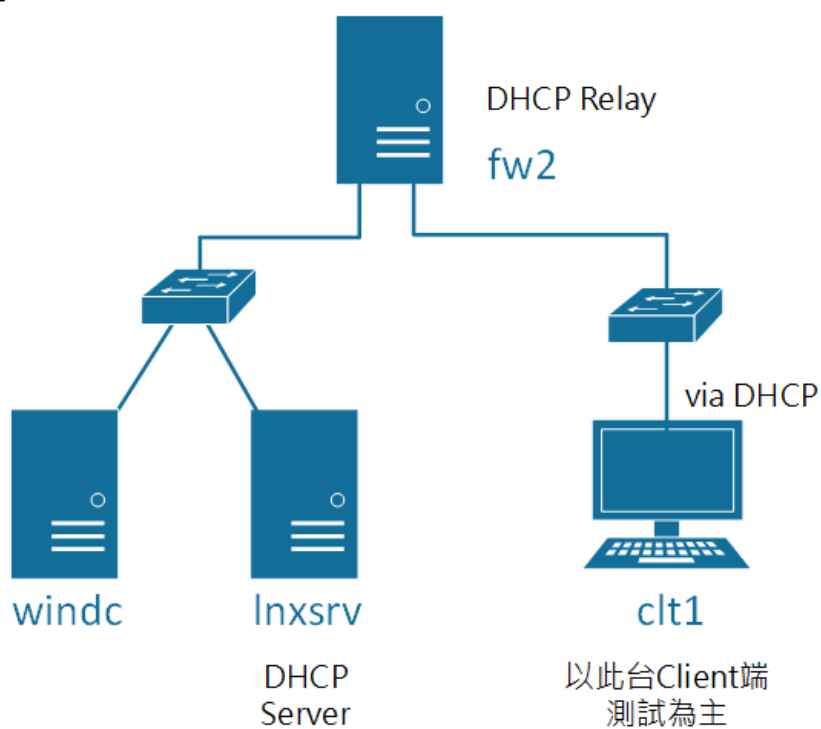 DHCP Relay
fw2
via DHCP
windc
lnxsrv
clt1
DHCP
Server
以此台Client端
測試為主